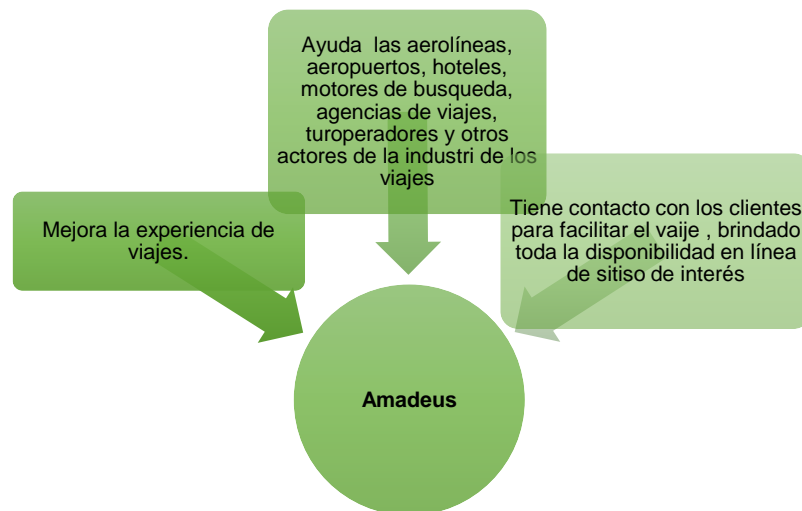 Ayuda las aerolíneas,
aeropuertos, hoteles,
motores de busqueda,
agencias de viajes,
turoperadores y otros
actores de la industri de los
viajes
Mejora la experiencia de
viajes.
Tiene contacto con los clientes
para facilitar el vaije , brindado
toda la disponibilidad en línea
de sitiso de interés
Amadeus